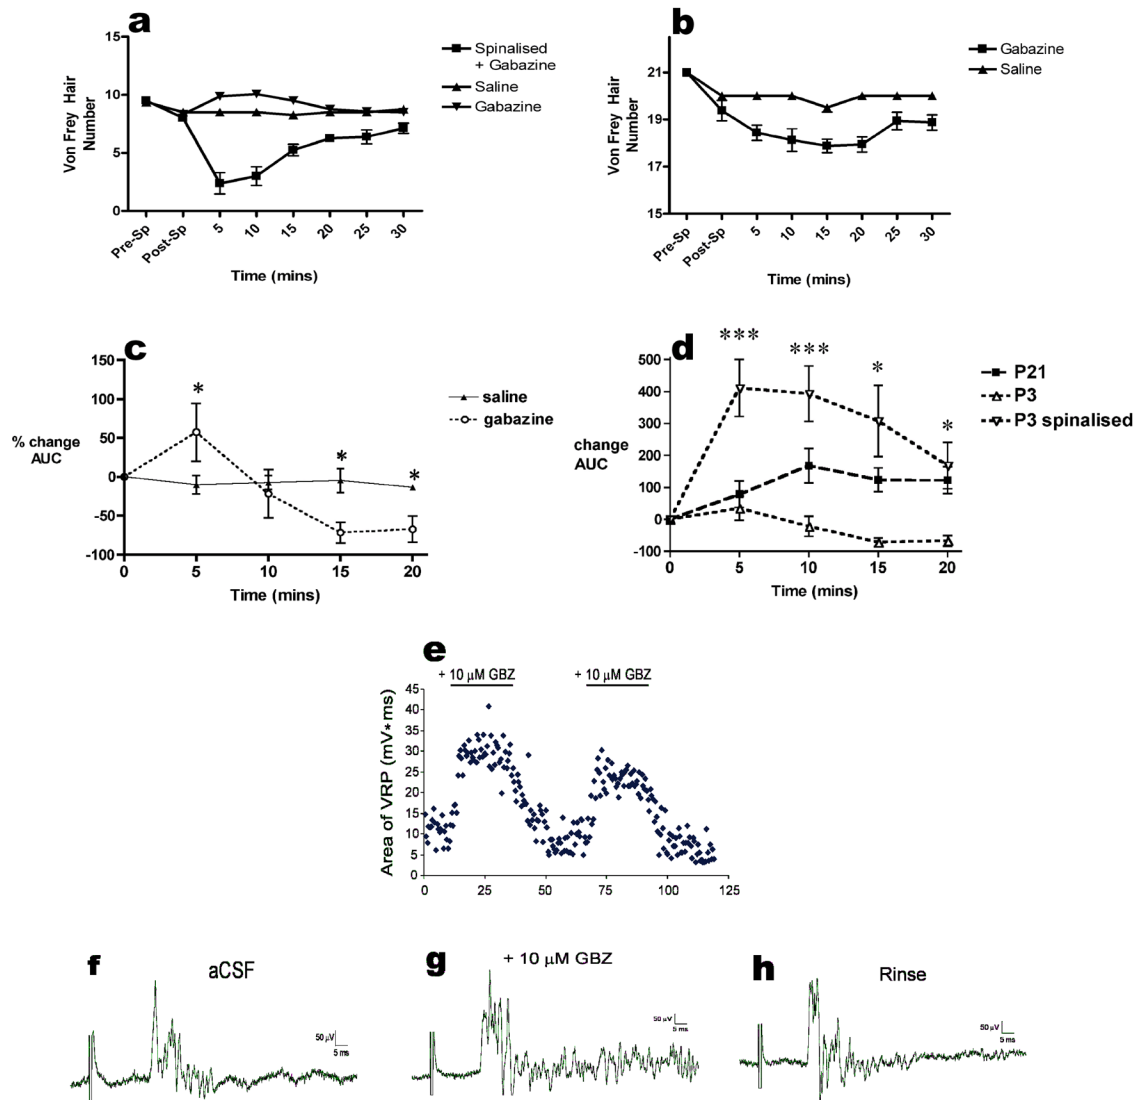 a
15
10
5
0
Von Frey Hair
Number
Pre-Sp
Post-Sp
5
10
15
20
25
30
Time (mins)
Spinalised
+ Gabazine
Saline
Gabazine
b
21
19
17
15
Von Frey Hair
Number
Pre-Sp
Post-Sp
5
10
15
20
25
30
Time (mins)
Gabazine
Saline
c
150
100
50
0
-50
-100
% change
AUC
*
*
*
0
5
10
15
20
Time (mins)
saline
gabazine
d
500
400
300
200
100
0
-100
change
AUC
***
***
*
*
0
5
10
15
20
Time (mins)
P21
P3
P3 spinalised
e
+ 10 μM GBZ
+ 10 μM GBZ
Area of VRP (mV*ms)
45
40
35
30
25
20
15
10
5
0
0
25
50
75
100
125
f
aCSF
50 μV
5 ms
g
+ 10 μM GBZ
50 μV
5 ms
h
Rinse
50 μV
5 ms